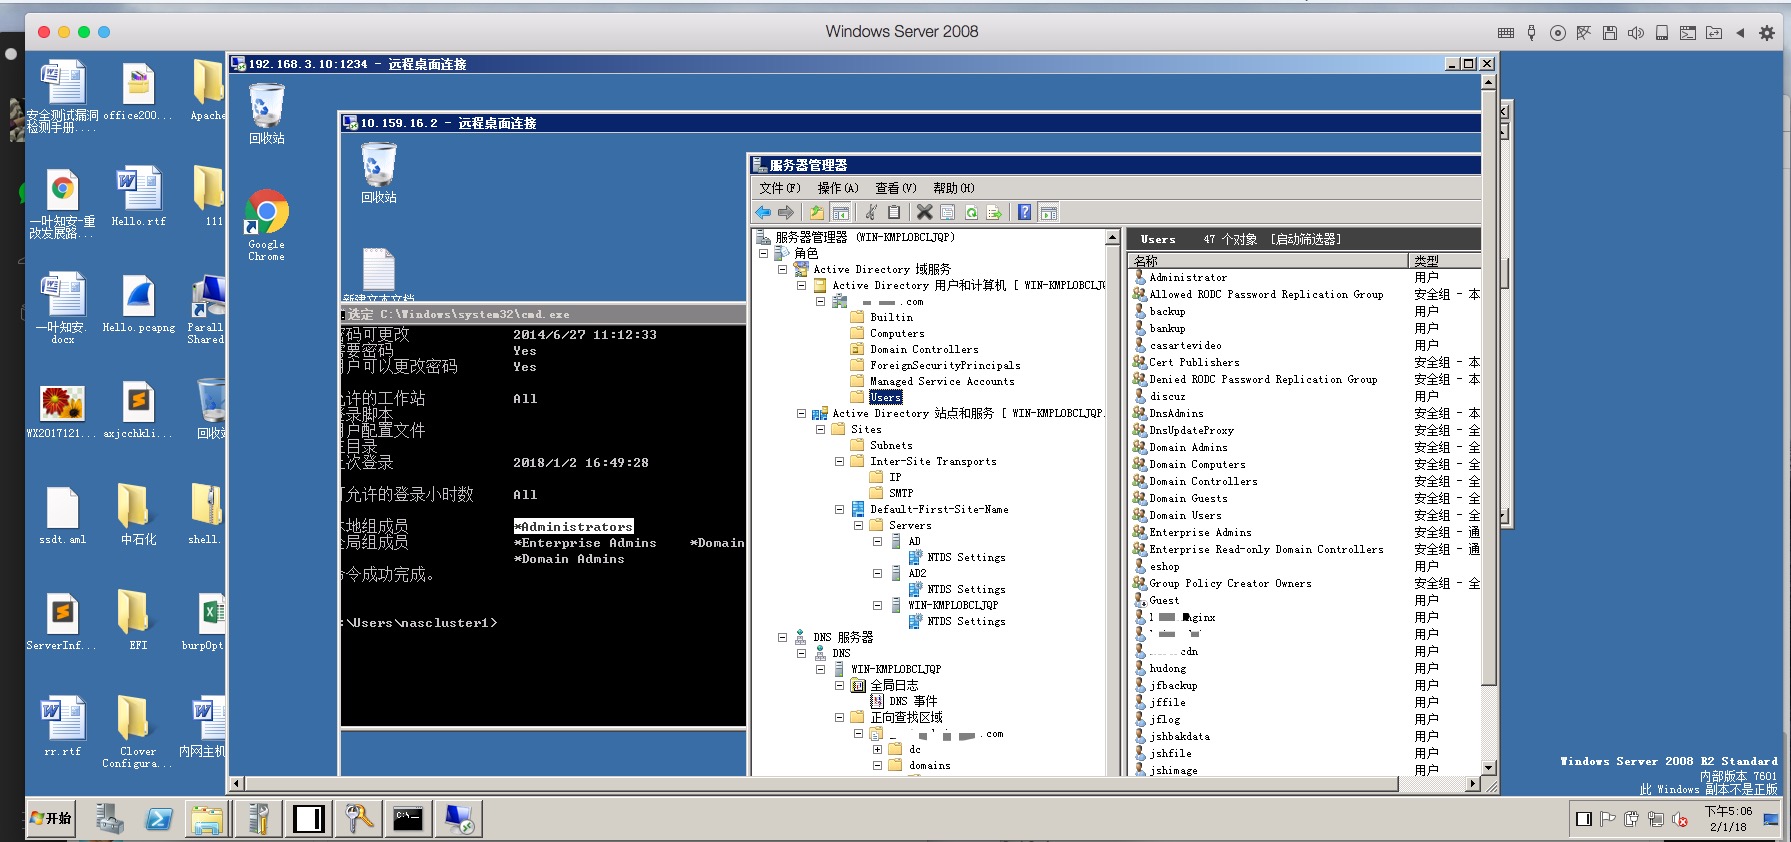 Windows Server 2008
192.168.3.10:1234 - 远程桌面连接
安全测试漏洞
检测手册....
office200...
Apache
一叶知安-重
改发展路...
Hello.rtf
111
一叶知安.
docx
Hello.pcapng
Parall
Shared
WX2017121...
axjcchkli...
回收站
ssdt.aml
中石化
shell.
ServerInf...
EFI
burpOpt
rr.rtf
Clover
Configura...
内网主机
回收站
Google
Chrome
10.159.16.2 - 远程桌面连接
回收站
新建文本文档
选定 C:\Windows\system32\cmd.exe
密码可更改 2014/6/27 11:12:33
需要密码 Yes
用户可以更改密码 Yes
允许的工作站 All
登录脚本
用户配置文件
主目录
上次登录 2018/1/2 16:49:28
可允许的登录小时数 All
本地组成员 *Administrators
全局组成员 *Enterprise Admins *Domain
*Domain Admins
命令成功完成。
:\Users\nascluster1>
服务器管理器
文件(F) 操作(A) 查看(V) 帮助(H)
服务器管理器 (WIN-KMPLOBCLJQP)
角色
Active Directory 域服务
Active Directory 用户和计算机 [ WIN-KMPLOBCLJQ
.com
Builtin
Computers
Domain Controllers
ForeignSecurityPrincipals
Managed Service Accounts
Users
Active Directory 站点和服务 [ WIN-KMPLOBCLJQP.
Sites
Subnets
Inter-Site Transports
IP
SMTP
Default-First-Site-Name
Servers
AD
NTDS Settings
AD2
NTDS Settings
WIN-KMPLOBCLJQP
NTDS Settings
DNS 服务器
DNS
WIN-KMPLOBCLJQP
全局日志
DNS 事件
正向查找区域
.com
dc
domains
Users 47 个对象 [启动筛选器]
名称 类型
Administrator 用户
Allowed RODC Password Replication Group 安全组 - 本
backup 用户
bankup 用户
casartevideo 用户
Cert Publishers 安全组 - 本
Denied RODC Password Replication Group 安全组 - 本
discuz 用户
DnsAdmins 安全组 - 本
DnsUpdateProxy 安全组 - 全
Domain Admins 安全组 - 全
Domain Computers 安全组 - 全
Domain Controllers 安全组 - 全
Domain Guests 安全组 - 全
Domain Users 安全组 - 全
Enterprise Admins 安全组 - 通
Enterprise Read-only Domain Controllers 安全组 - 通
eshop 用户
Group Policy Creator Owners 安全组 - 全
Guest 用户
nginx 用户
用户
cdn 用户
hudong 用户
jfbackup 用户
jffile 用户
jflog 用户
jshbakdata 用户
jshfile 用户
jshimage 用户
Windows Server 2008 R2 Standard
内部版本 7601
此 Windows 副本不是正版
开始
下午5:06
2/1/18